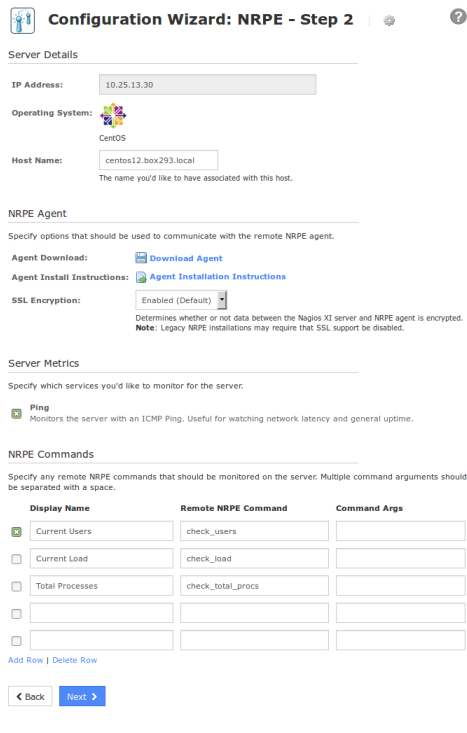 Configuration Wizard: NRPE - Step 2
?
Server Details
IP Address: 10.25.13.30
Operating System:
CentOS
Host Name: centos12.box293.local
The name you'd like to have associated with this host.
NRPE Agent
Specify options that should be used to communicate with the remote NRPE agent.
Agent Download: Download Agent
Agent Install Instructions: Agent Installation Instructions
SSL Encryption: Enabled (Default)
Determines whether or not data between the Nagios XI server and NRPE agent is encrypted.
Note: Legacy NRPE installations may require that SSL support be disabled.
Server Metrics
Specify which services you'd like to monitor for the server.
Ping
Monitors the server with an ICMP Ping. Useful for watching network latency and general uptime.
NRPE Commands
Specify any remote NRPE commands that should be monitored on the server. Multiple command arguments should
be separated with a space.
Display Name Remote NRPE Command Command Args
Current Users check_users
Current Load check_load
Total Processes check_total_procs
Add Row | Delete Row
Back Next